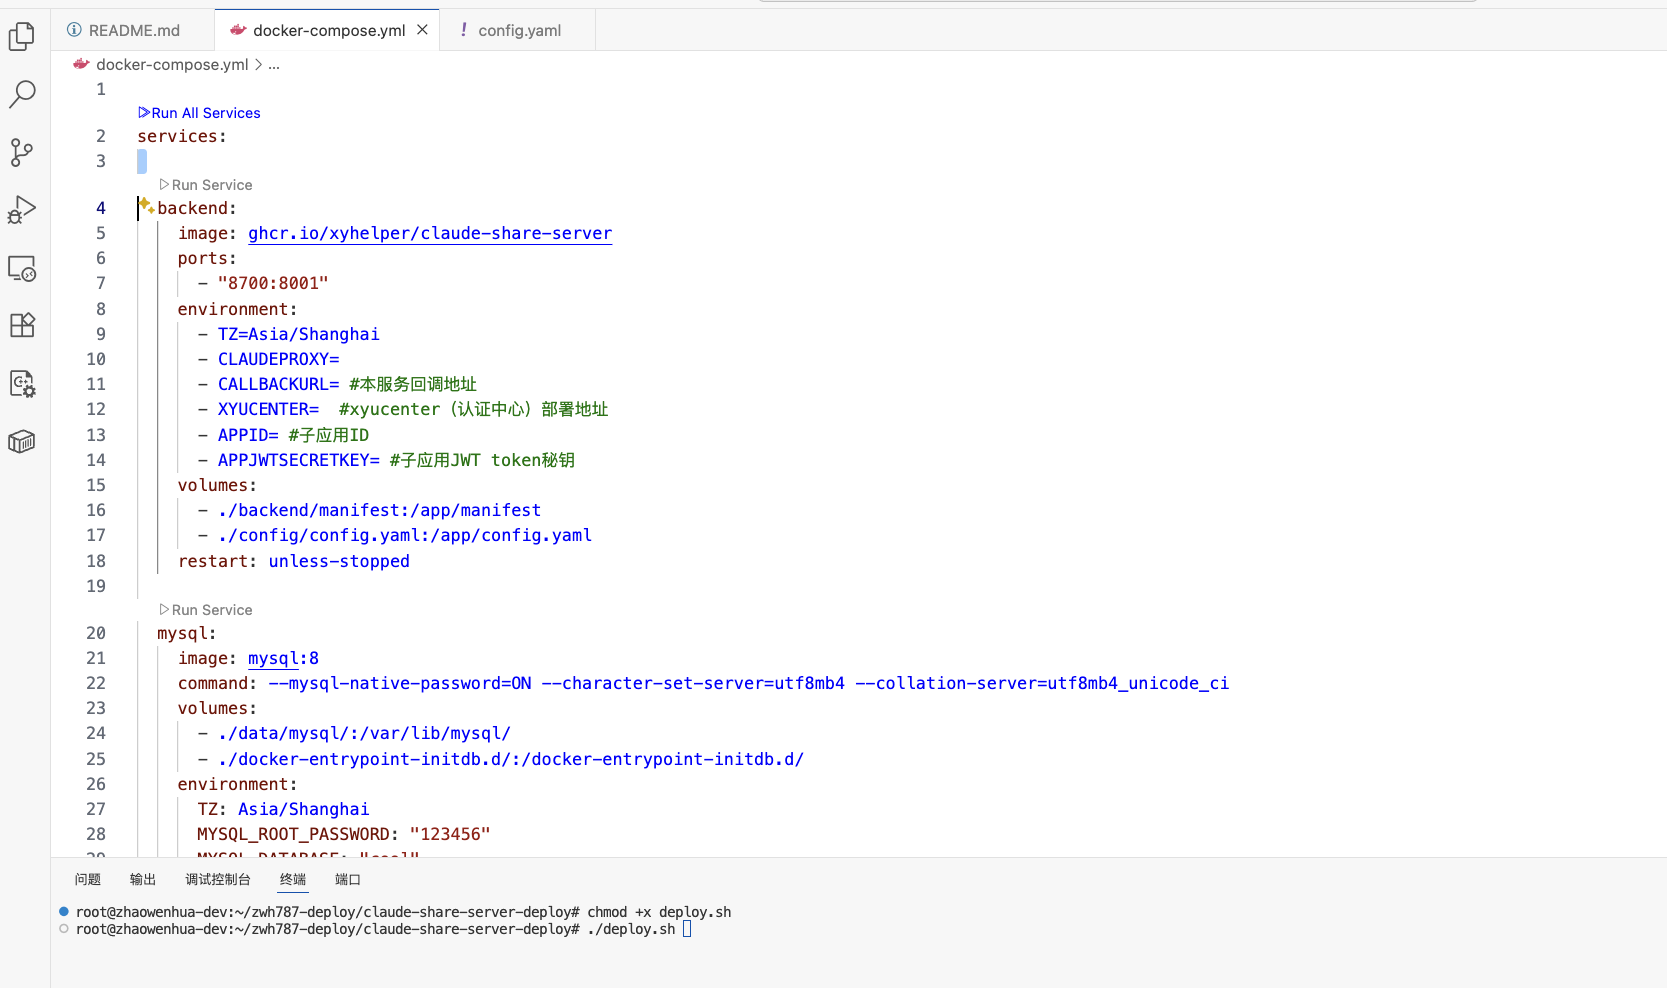 README.md docker-compose.yml config.yaml
docker-compose.yml > ...
1
Run All Services
2 services:
3
Run Service
4 backend:
5 image: ghcr.io/xyhelper/claude-share-server
6 ports:
7 - "8700:8001"
8 environment:
9 - TZ=Asia/Shanghai
10 - CLAUDEPROXY=
11 - CALLBACKURL= #本服务回调地址
12 - XYUCENTER=  #xyucenter（认证中心）部署地址
13 - APPID= #子应用ID
14 - APPJWTSECRETKEY= #子应用JWT token秘钥
15 volumes:
16 - ./backend/manifest:/app/manifest
17 - ./config/config.yaml:/app/config.yaml
18 restart: unless-stopped
19
Run Service
20 mysql:
21 image: mysql:8
22 command: --mysql-native-password=ON --character-set-server=utf8mb4 --collation-server=utf8mb4_unicode_ci
23 volumes:
24 - ./data/mysql/:/var/lib/mysql/
25 - ./docker-entrypoint-initdb.d/:/docker-entrypoint-initdb.d/
26 environment:
27 TZ: Asia/Shanghai
28 MYSQL_ROOT_PASSWORD: "123456"
29 MYSQL_DATABASE:
问题 输出 调试控制台 终端 端口
root@zhaowenhua-dev:~/zwh787-deploy/claude-share-server-deploy# chmod +x deploy.sh
root@zhaowenhua-dev:~/zwh787-deploy/claude-share-server-deploy# ./deploy.sh